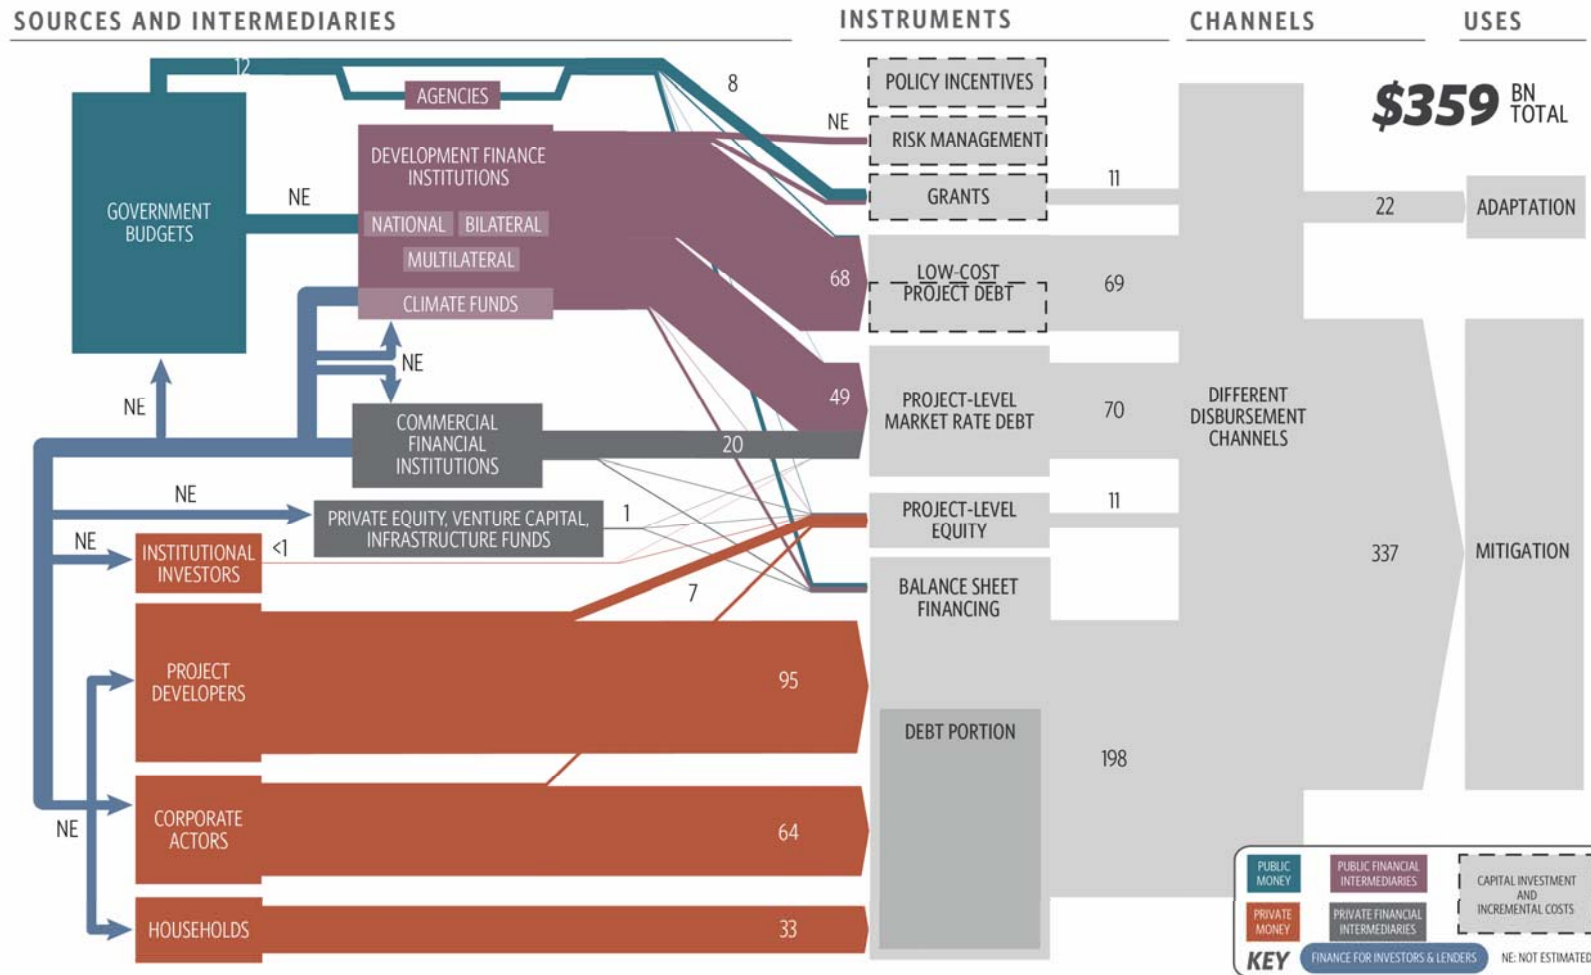 SOURCES AND INTERMEDIARIES
INSTRUMENTS
CHANNELS
USES
$359 BN
TOTAL
12
AGENCIES
8
POLICY INCENTIVES
NE
RISK MANAGEMENT
GRANTS
11
22
ADAPTATION
GOVERNMENT
BUDGETS
NE
DEVELOPMENT FINANCE
INSTITUTIONS
NATIONAL
BILATERAL
MULTILATERAL
CLIMATE FUNDS
68
LOW-COST
PROJECT DEBT
69
NE
NE
COMMERCIAL
FINANCIAL
INSTITUTIONS
49
20
PROJECT-LEVEL
MARKET RATE DEBT
70
DIFFERENT
DISBURSEMENT
CHANNELS
NE
PRIVATE EQUITY, VENTURE CAPITAL,
INFRASTRUCTURE FUNDS
1
PROJECT-LEVEL
EQUITY
11
NE
INSTITUTIONAL
INVESTORS
<1
337
MITIGATION
7
BALANCE SHEET
FINANCING
PROJECT
DEVELOPERS
95
DEBT PORTION
198
NE
CORPORATE
ACTORS
64
HOUSEHOLDS
33
PUBLIC
MONEY
PUBLIC FINANCIAL
INTERMEDIARIES
CAPITAL INVESTMENT
AND
INCREMENTAL COSTS
PRIVATE
MONEY
PRIVATE FINANCIAL
INTERMEDIARIES
KEY
FINANCE FOR INVESTORS & LENDERS
NE: NOT ESTIMATED